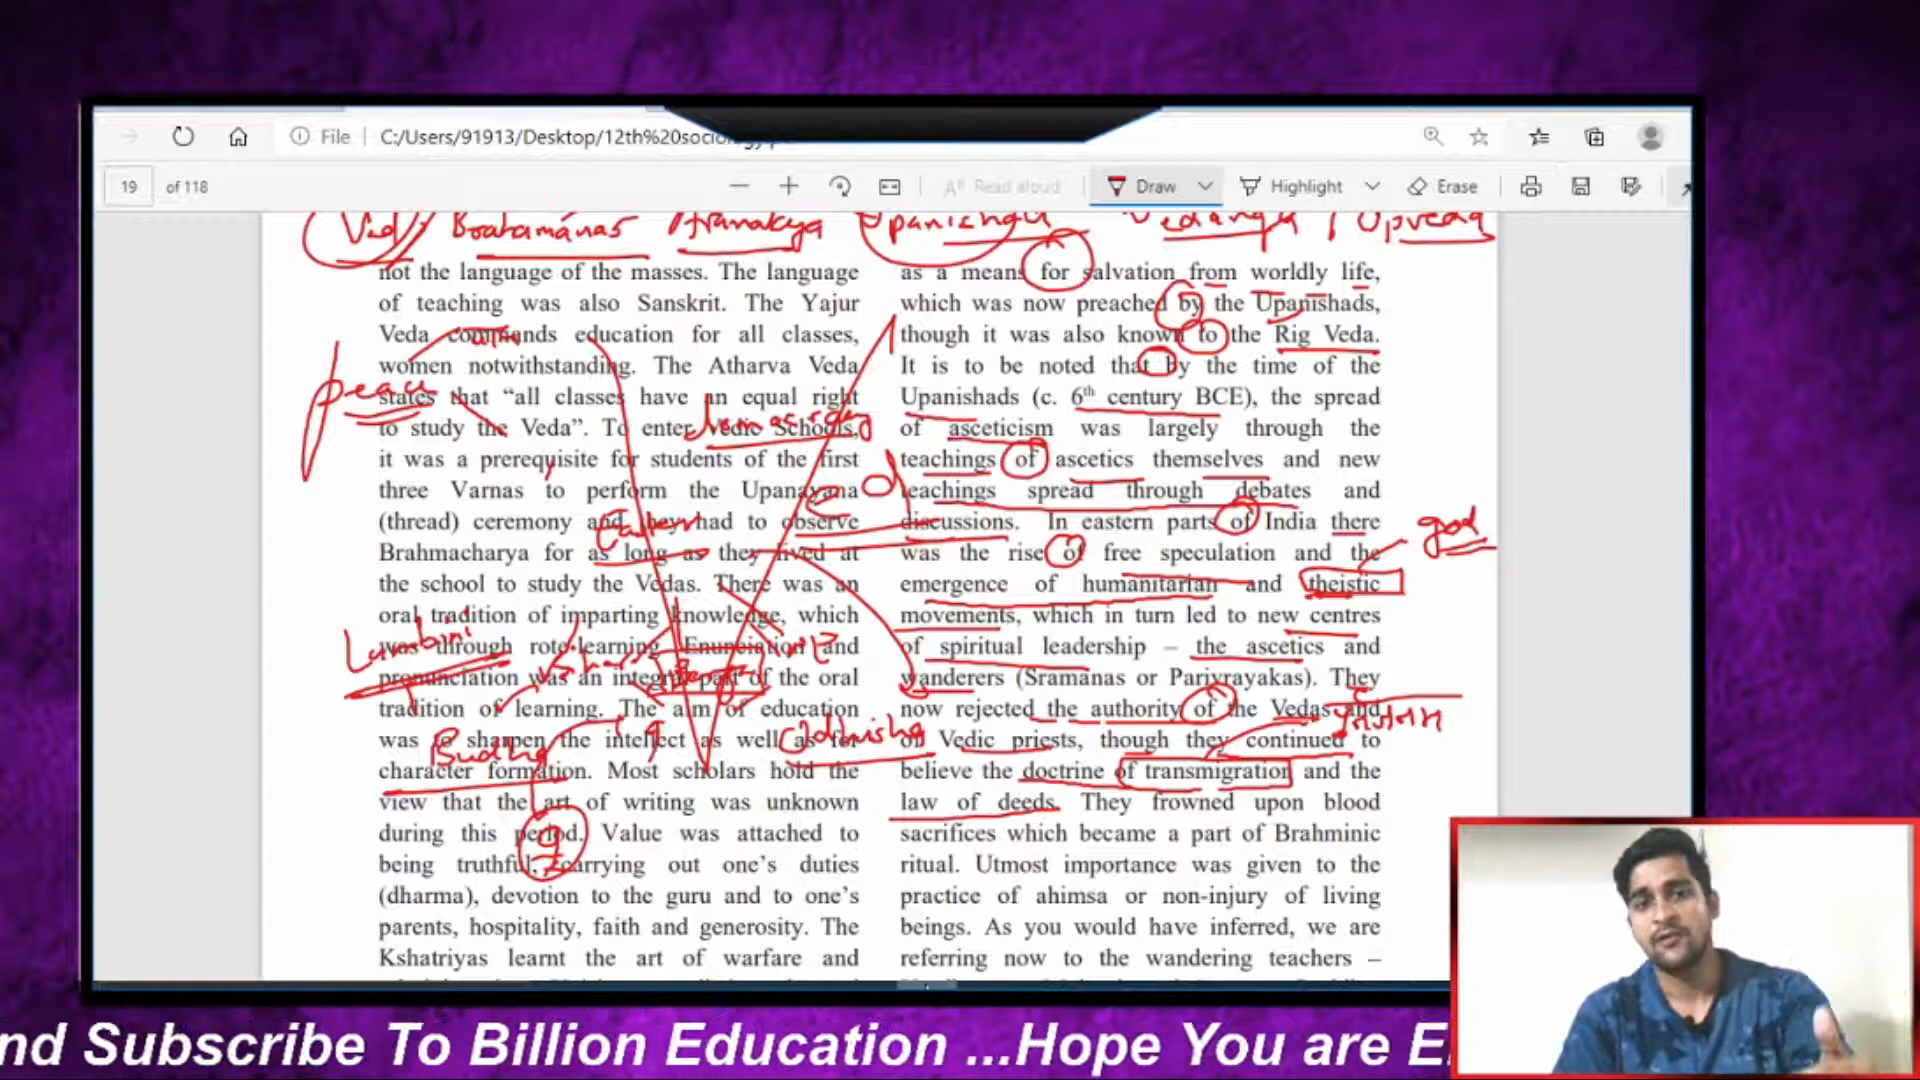 File
C:/Users/91913/Desktop/12th%20sociology.p
19 of 118
Read aloud Draw Highlight Erase
Ved Brahamanas Aranakya Upanishad Vedanga / Upved
not the language of the masses. The language
of teaching was also Sanskrit. The Yajur
Veda commands education for all classes,
women notwithstanding. The Atharva Veda
states that “all classes have an equal right
to study the Veda”. To enter Vedic Schools,
it was a prerequisite for students of the first
three Varnas to perform the Upanayana
(thread) ceremony and they had to observe
Brahmacharya for as long as they lived at
the school to study the Vedas. There was an
oral tradition of imparting knowledge, which
was through rote-learning. Enunciation and
pronunciation was an integral part of the oral
tradition of learning. The aim of education
was to sharpen the intellect as well as for
character formation. Most scholars hold the
view that the art of writing was unknown
during this period. Value was attached to
being truthful, carrying out one’s duties
(dharma), devotion to the guru and to one’s
parents, hospitality, faith and generosity. The
Kshatriyas learnt the art of warfare and
peace
Eastern
Lumbini
Budha
Odhisha
MP
9
as a means for salvation from worldly life,
which was now preached by the Upanishads,
though it was also known to the Rig Veda.
It is to be noted that by the time of the
Upanishads (c. 6th century BCE), the spread
of asceticism was largely through the
teachings of ascetics themselves and new
teachings spread through debates and
discussions. In eastern parts of India there
was the rise of free speculation and the
emergence of humanitarian and theistic
movements, which in turn led to new centres
of spiritual leadership – the ascetics and
wanderers (Sramanas or Parivrayakas). They
now rejected the authority of the Vedas and
of Vedic priests, though they continued to
believe the doctrine of transmigration and the
law of deeds. They frowned upon blood
sacrifices which became a part of Brahminic
ritual. Utmost importance was given to the
practice of ahimsa or non-injury of living
beings. As you would have inferred, we are
referring now to the wandering teachers –
god
nd Subscribe To Billion Education ...Hope You are E